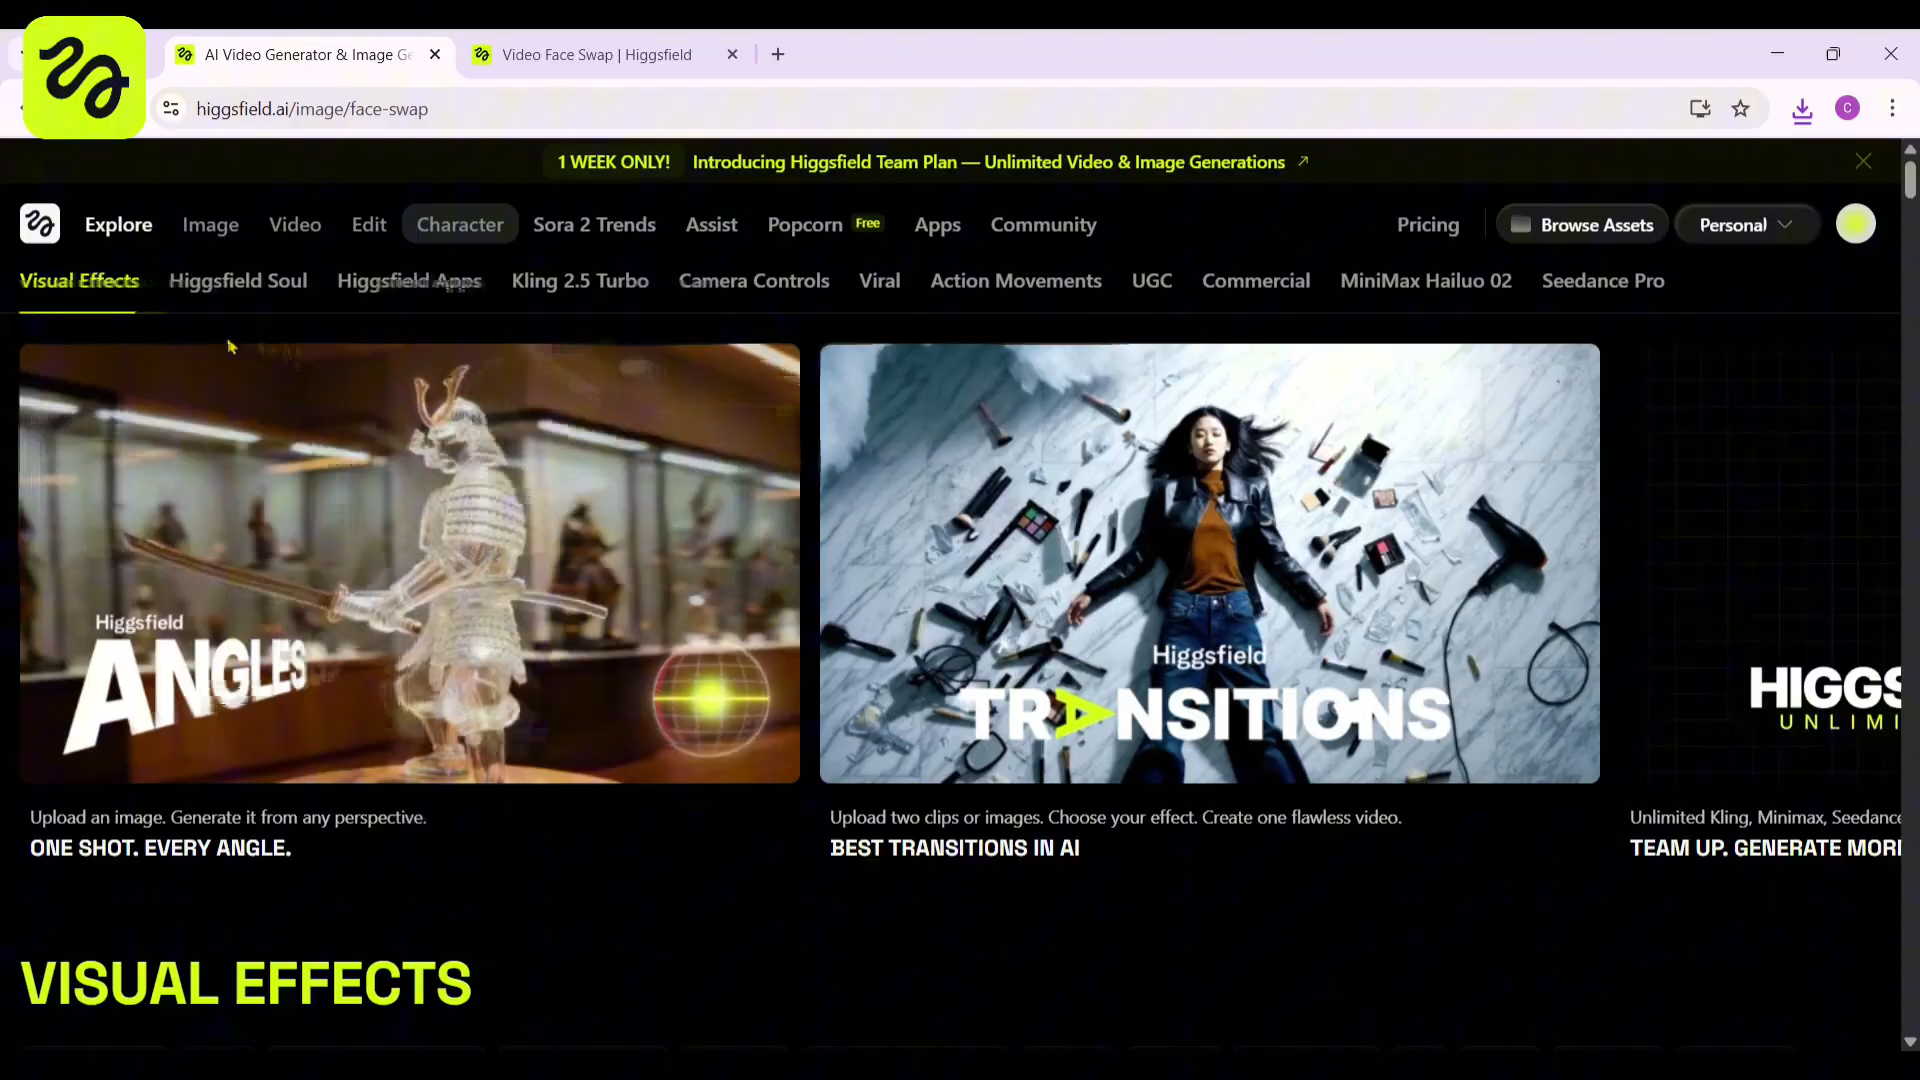 AI Video Generator & Image Ge
Video Face Swap | Higgsfield
higgsfield.ai/image/face-swap
C
1 WEEK ONLY! Introducing Higgsfield Team Plan — Unlimited Video & Image Generations
Explore Image Video Edit Character Sora 2 Trends Assist Popcorn Free Apps Community Pricing Browse Assets Personal
Visual Effects Higgsfield Soul Higgsfield Apps Kling 2.5 Turbo Camera Controls Viral Action Movements UGC Commercial MiniMax Hailuo 02 Seedance Pro
Higgsfield
ANGLES
Higgsfield
TRANSITIONS
HIGGS
UNLIMI
Upload an image. Generate it from any perspective.
ONE SHOT. EVERY ANGLE.
Upload two clips or images. Choose your effect. Create one flawless video.
BEST TRANSITIONS IN AI
Unlimited Kling, Minimax, Seedance
TEAM UP. GENERATE MOR
VISUAL EFFECTS